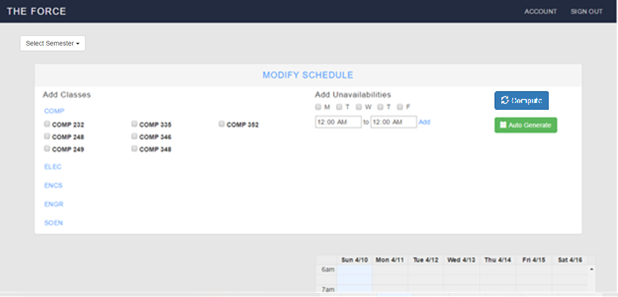 THE FORCE ACCOUNT SIGN OUT
Select Semester
MODIFY SCHEDULE
Add Classes
COMP
COMP 232 COMP 335 COMP 352
COMP 248 COMP 346
COMP 249 COMP 348
ELEC
ENCS
ENGR
SOEN
Add Unavailabilities
M T W T F
12:00 AM to 12:00 AM Add
Compute
Auto Generate
Sun 4/10 Mon 4/11 Tue 4/12 Wed 4/13 Thu 4/14 Fri 4/15 Sat 4/16
6am
7am